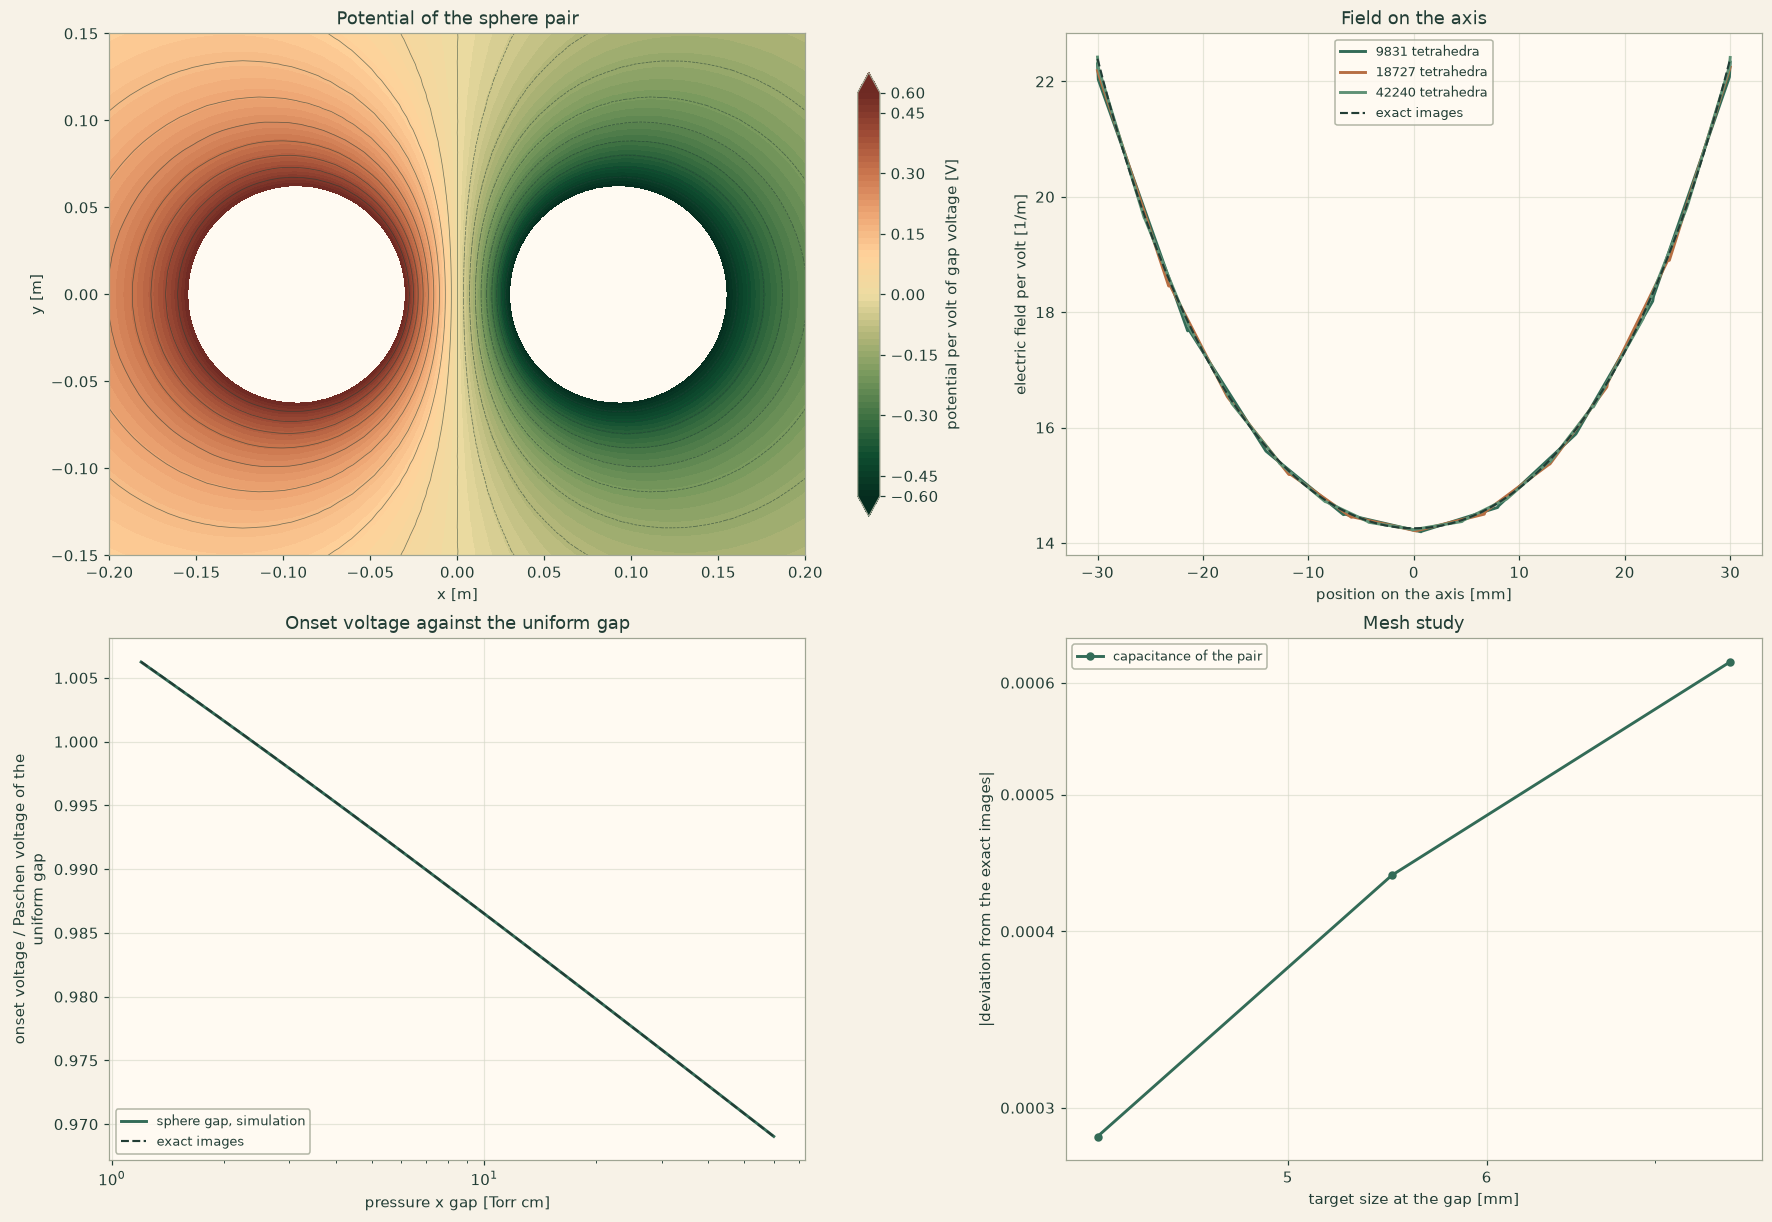 Potential of the sphere pair
0.15
0.10
0.05
0.00
−0.05
−0.10
−0.15
y [m]
−0.20
−0.15
−0.10
−0.05
0.00
0.05
0.10
0.15
0.20
x [m]
0.60
0.45
0.30
0.15
0.00
−0.15
−0.30
−0.45
−0.60
potential per volt of gap voltage [V]
Field on the axis
9831 tetrahedra
18727 tetrahedra
42240 tetrahedra
exact images
22
20
18
16
14
electric field per volt [1/m]
−30
−20
−10
0
10
20
30
position on the axis [mm]
Onset voltage against the uniform gap
1.005
1.000
0.995
0.990
0.985
0.980
0.975
0.970
onset voltage / Paschen voltage of the
uniform gap
sphere gap, simulation
exact images
10⁰
10¹
pressure x gap [Torr cm]
Mesh study
capacitance of the pair
0.0006
0.0005
0.0004
0.0003
|deviation from the exact images|
5
6
target size at the gap [mm]